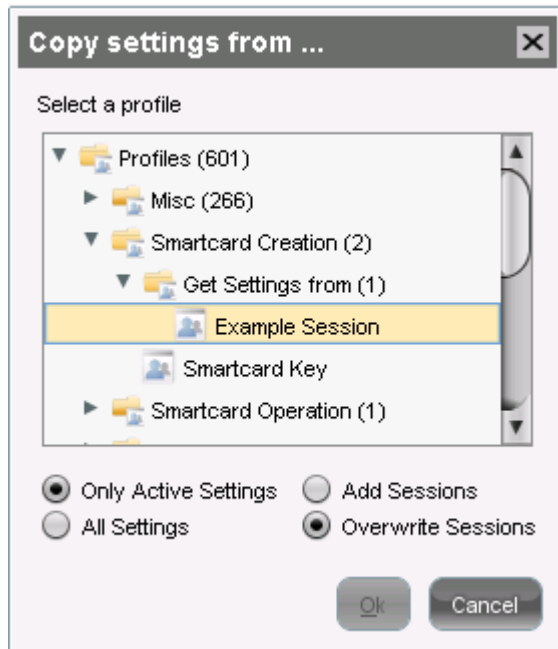 Copy settings from ...
Select a profile
Profiles (601)
Misc (266)
Smartcard Creation (2)
Get Settings from (1)
Example Session
Smartcard Key
Smartcard Operation (1)
Only Active Settings Add Sessions
All Settings Overwrite Sessions
Ok Cancel